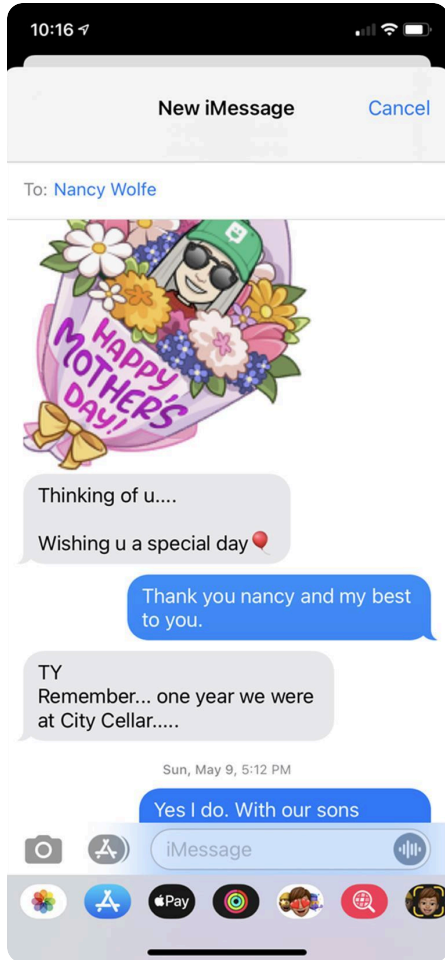 10:16
New iMessage
Cancel
To: Nancy Wolfe
HAPPY
MOTHER'S
DAY!
Thinking of u....
Wishing u a special day
Thank you nancy and my best
to you.
TY
Remember... one year we were
at City Cellar.....
Sun, May 9, 5:12 PM
Yes I do. With our sons
iMessage
Pay